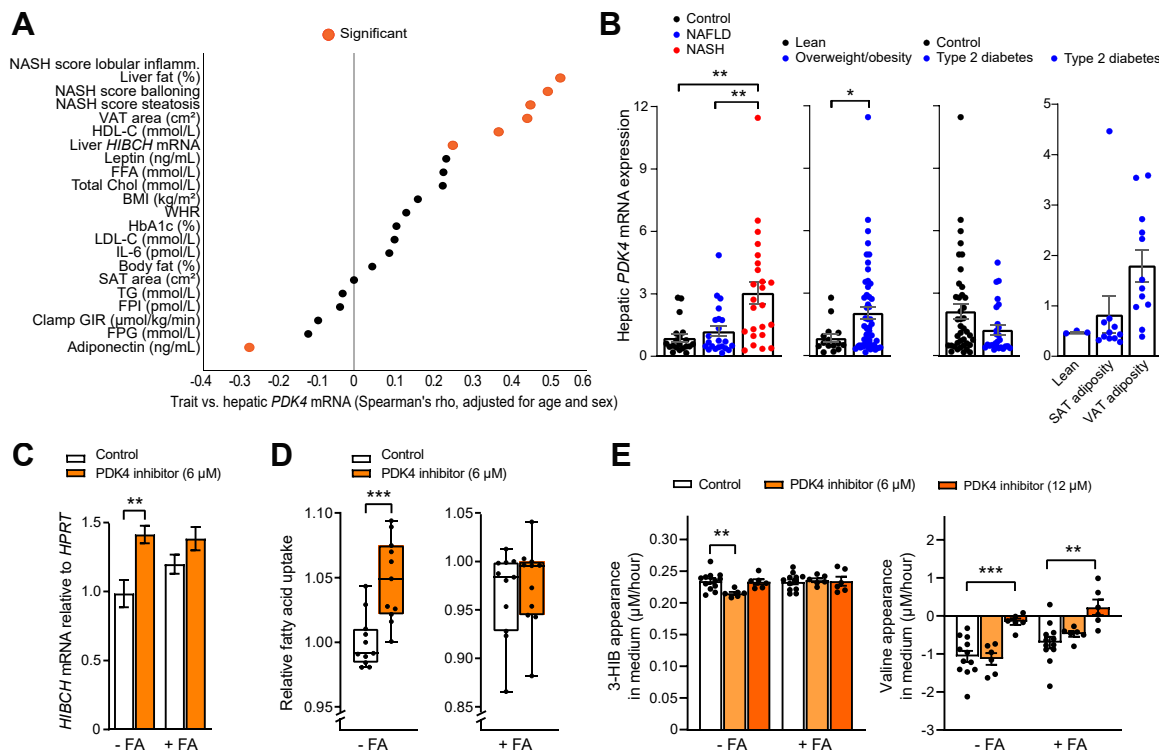 A
Significant
NASH score lobular inflamm.
Liver fat (%)
NASH score ballooning
NASH score steatosis
VAT area (cm²)
HDL-C (mmol/L)
Liver HIBCH mRNA
Leptin (ng/mL)
FFA (mmol/L)
Total Chol (mmol/L)
BMI (kg/m²)
WHR
HbA1c (%)
LDL-C (mmol/L)
IL-6 (pmol/L)
Body fat (%)
SAT area (cm²)
TG (mmol/L)
FPI (pmol/L)
Clamp GIR (µmol/kg/min)
FPG (mmol/L)
Adiponectin (ng/mL)
-0.4 -0.3 -0.1 0 0.1 0.2 0.3 0.4 0.5 0.6
Trait vs. hepatic PDK4 mRNA (Spearman's rho, adjusted for age and sex)
B
Control
NAFLD
NASH
Lean
Overweight/obesity
Control
Type 2 diabetes
Type 2 diabetes
**
**
*
Hepatic PDK4 mRNA expression
12
9
6
3
0
5
4
3
2
1
0
Lean
SAT adiposity
VAT adiposity
C
Control
PDK4 inhibitor (6 µM)
**
HIBCH mRNA relative to HPRT
1.5
1.0
0.5
0
- FA + FA
D
Control
PDK4 inhibitor (6 µM)
***
Relative fatty acid uptake
1.10
1.05
1.00
0.95
- FA
1.05
1.00
0.95
0.90
0.85
+ FA
E
Control
PDK4 inhibitor (6 µM)
PDK4 inhibitor (12 µM)
**
3-HIB appearance
in medium (µM/hour)
0.30
0.25
0.20
0.15
0.10
0.05
0
- FA + FA
***
**
Valine appearance
in medium (µM/hour)
2
1
0
-1
-2
-3
- FA + FA